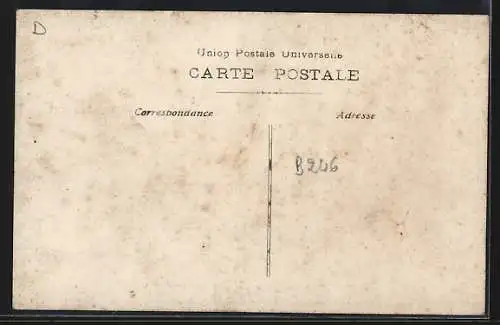 D
Union Postale Universelle
CARTE POSTALE
Correspondance
Adresse
B246